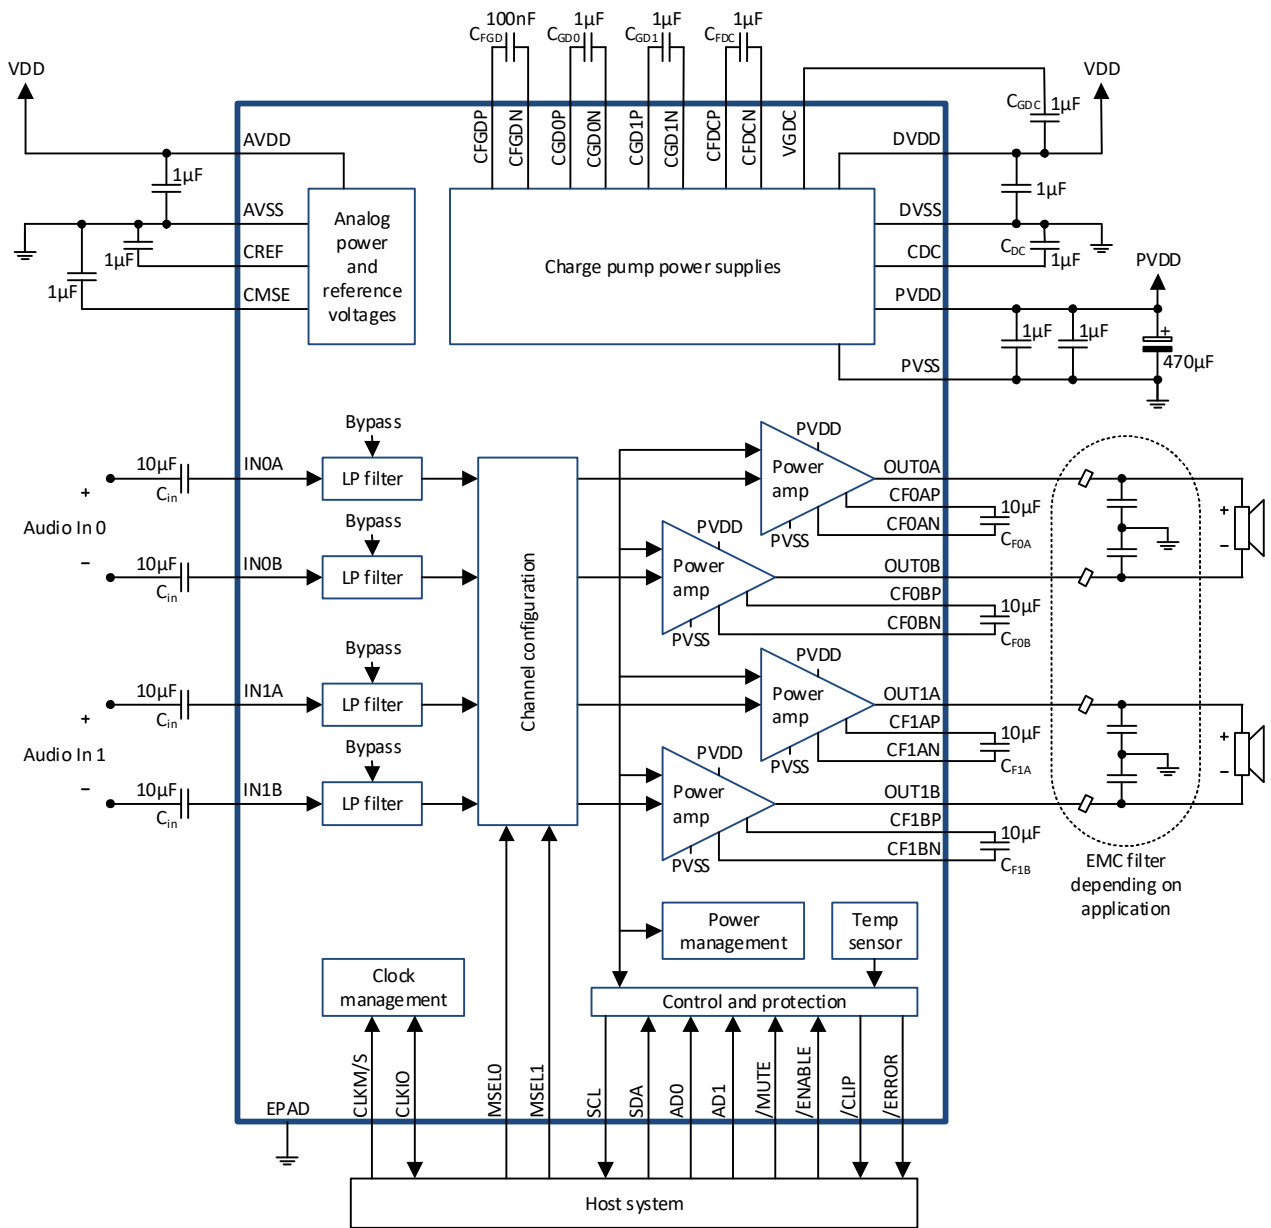 100nF
1µF
1µF
1µF
CFGD
CGD0
CGD1
CFDC
VDD
VDD
CGDC
1µF
CFGDP
CFGDN
CGD0P
CGD0N
CGD1P
CGD1N
CFDCP
CFDCN
VGDC
AVDD
DVDD
1µF
1µF
AVSS
DVSS
Analog
power
and
reference
voltages
Charge pump power supplies
1µF
CREF
CDC
CDC
1µF
PVDD
1µF
CMSE
PVDD
1µF
1µF
+
470µF
PVSS
Bypass
PVDD
10µF
IN0A
LP filter
Power
amp
OUT0A
Cin
+
CF0AP
10µF
+
Audio In 0
Bypass
PVDD
PVSS
CF0AN
CF0A
–
–
10µF
IN0B
LP filter
Power
amp
OUT0B
Cin
CF0BP
10µF
PVSS
CF0BN
CF0B
Channel configuration
Bypass
PVDD
10µF
IN1A
LP filter
Power
amp
OUT1A
Cin
+
CF1AP
10µF
+
Audio In 1
Bypass
PVDD
PVSS
CF1AN
CF1A
–
–
10µF
IN1B
LP filter
Power
amp
OUT1B
Cin
CF1BP
10µF
PVSS
CF1BN
CF1B
EMC filter
depending on
application
Power
management
Temp
sensor
Clock
management
Control and protection
CLKM/S
CLKIO
MSEL0
MSEL1
SCL
SDA
AD0
AD1
/MUTE
/ENABLE
/CLIP
/ERROR
EPAD
Host system